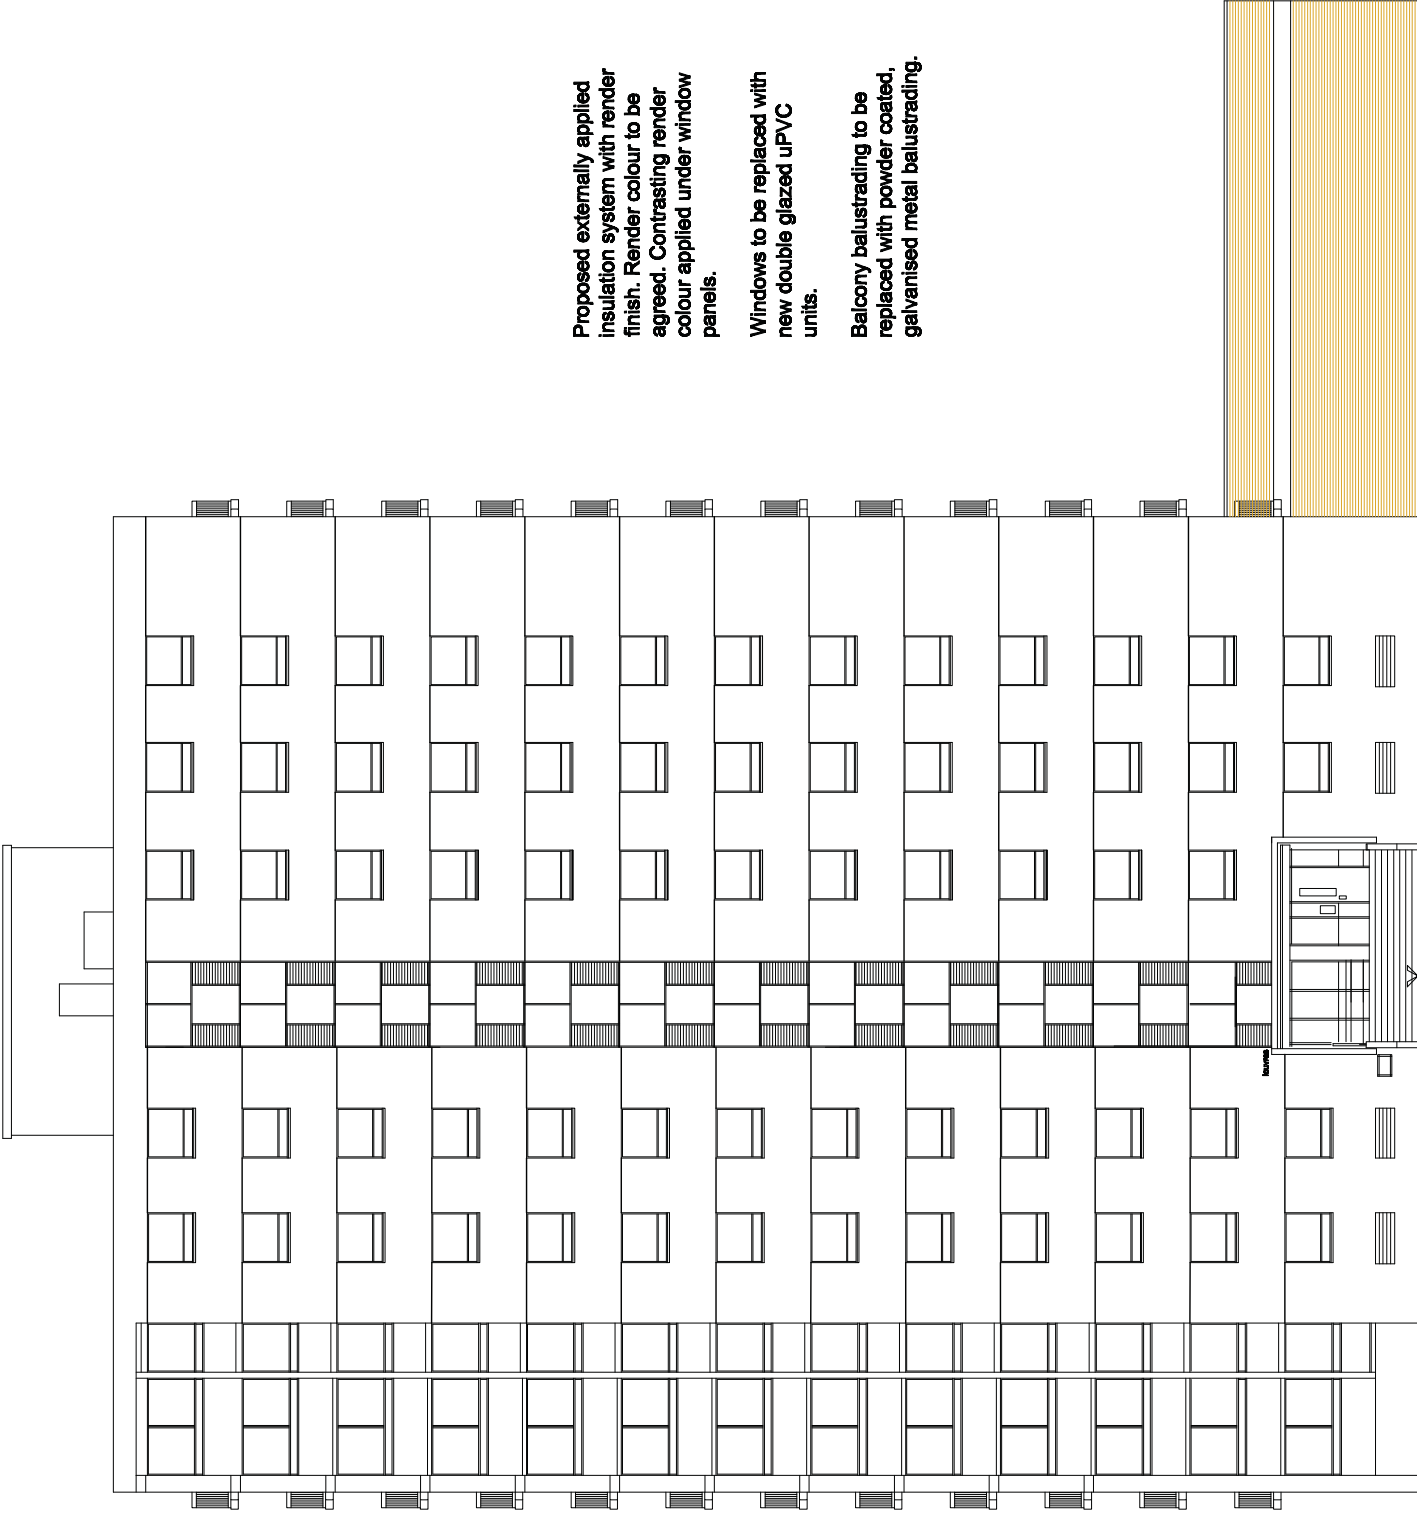 Proposed externally applied
insulation system with render
finish. Render colour to be
agreed. Contrasting render
colour applied under window
panels.
Windows to be replaced with
new double glazed uPVC
units.
Balcony balustrading to be
replaced with powder coated,
galvanised metal balustrading.
louvres